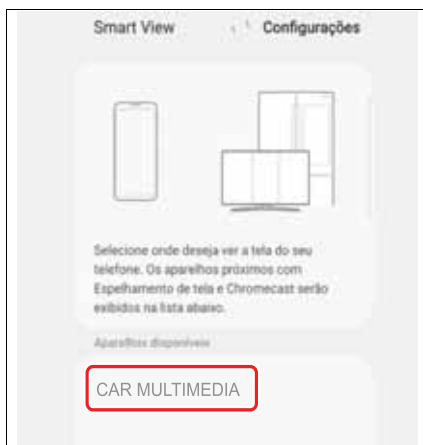 Smart View Configurações
Selecione onde deseja ver a tela do seu
telefone. Os aparelhos próximos com
Espelhamento de tela e Chromecast serão
exibidos na lista abaixo.
Aparelhos disponíveis
CAR MULTIMEDIA